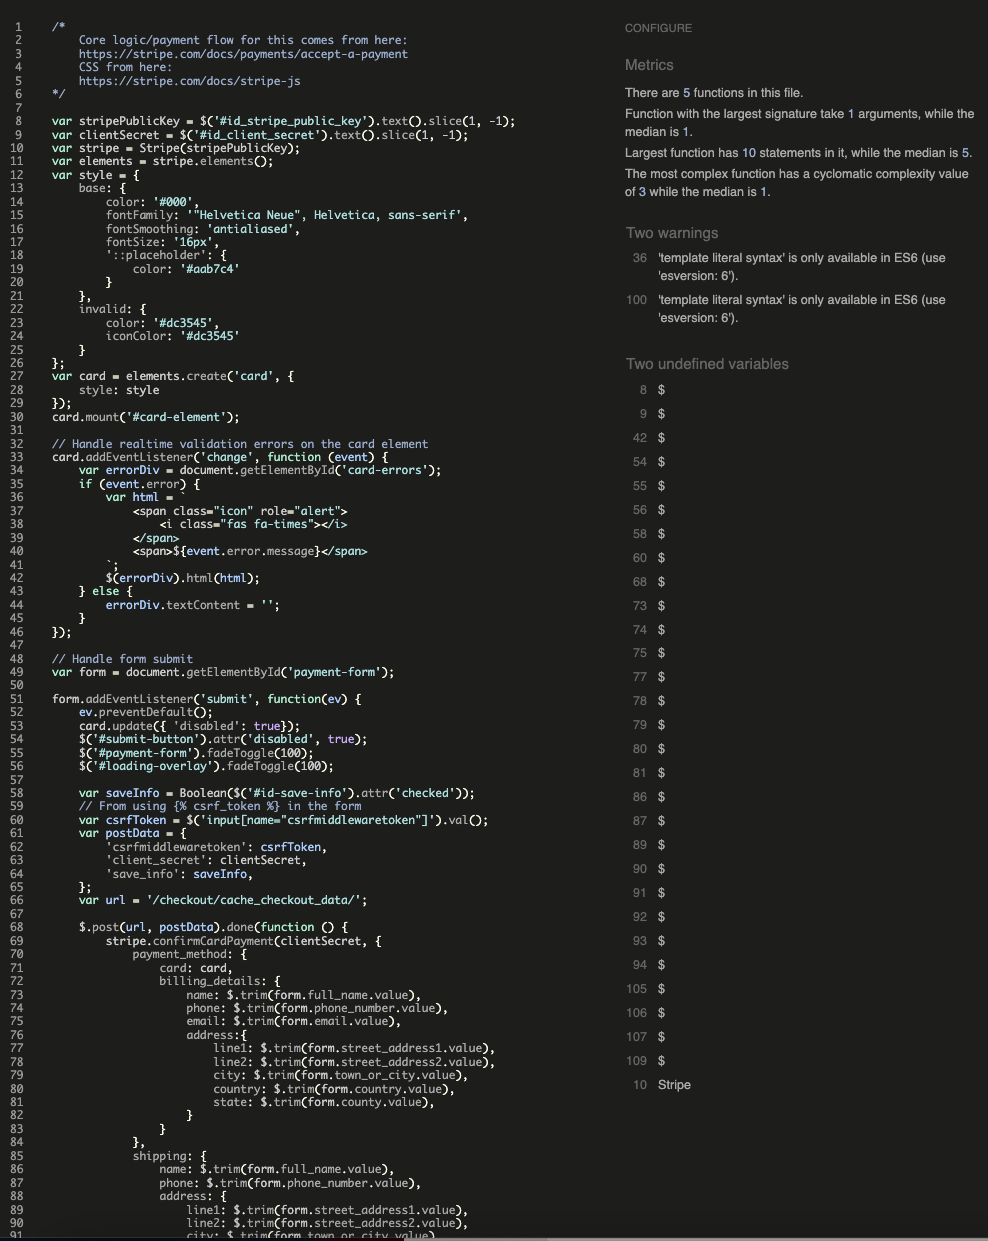 1 /*
2 Core logic/payment flow for this comes from here:
3 https://stripe.com/docs/payments/accept-a-payment
4 CSS from here:
5 https://stripe.com/docs/stripe-js
6 */
7
8 var stripePublicKey = $('#id_stripe_public_key').text().slice(1, -1);
9 var clientSecret = $('#id_client_secret').text().slice(1, -1);
10 var stripe = Stripe(stripePublicKey);
11 var elements = stripe.elements();
12 var style = {
13 base: {
14 color: '#000',
15 fontFamily: '"Helvetica Neue", Helvetica, sans-serif',
16 fontSmoothing: 'antialiased',
17 fontSize: '16px',
18 '::placeholder': {
19 color: '#aab7c4'
20 }
21 },
22 invalid: {
23 color: '#dc3545',
24 iconColor: '#dc3545'
25 }
26 };
27 var card = elements.create('card', {
28 style: style
29 });
30 card.mount('#card-element');
31
32 // Handle realtime validation errors on the card element
33 card.addEventListener('change', function (event) {
34 var errorDiv = document.getElementById('card-errors');
35 if (event.error) {
36 var html = `
37 <span class="icon" role="alert">
38 <i class="fas fa-times"></i>
39 </span>
40 <span>${event.error.message}</span>
41 `;
42 $(errorDiv).html(html);
43 } else {
44 errorDiv.textContent = '';
45 }
46 });
47
48 // Handle form submit
49 var form = document.getElementById('payment-form');
50
51 form.addEventListener('submit', function(ev) {
52 ev.preventDefault();
53 card.update({ 'disabled': true});
54 $('#submit-button').attr('disabled', true);
55 $('#payment-form').fadeToggle(100);
56 $('#loading-overlay').fadeToggle(100);
57
58 var saveInfo = Boolean($('#id-save-info').attr('checked'));
59 // From using {% csrf_token %} in the form
60 var csrfToken = $('input[name="csrfmiddlewaretoken"]').val();
61 var postData = {
62 'csrfmiddlewaretoken': csrfToken,
63 'client_secret': clientSecret,
64 'save_info': saveInfo,
65 };
66 var url = '/checkout/cache_checkout_data/';
67
68 $.post(url, postData).done(function () {
69 stripe.confirmCardPayment(clientSecret, {
70 payment_method: {
71 card: card,
72 billing_details: {
73 name: $.trim(form.full_name.value),
74 phone: $.trim(form.phone_number.value),
75 email: $.trim(form.email.value),
76 address:{
77 line1: $.trim(form.street_address1.value),
78 line2: $.trim(form.street_address2.value),
79 city: $.trim(form.town_or_city.value),
80 country: $.trim(form.country.value),
81 state: $.trim(form.county.value),
82 }
83 }
84 },
85 shipping: {
86 name: $.trim(form.full_name.value),
87 phone: $.trim(form.phone_number.value),
88 address: {
89 line1: $.trim(form.street_address1.value),
90 line2: $.trim(form.street_address2.value),
91 city: $.trim(form.town_or_city.value)
CONFIGURE
Metrics
There are 5 functions in this file.
Function with the largest signature take 1 arguments, while the
median is 1.
Largest function has 10 statements in it, while the median is 5.
The most complex function has a cyclomatic complexity value
of 3 while the median is 1.
Two warnings
36 'template literal syntax' is only available in ES6 (use
'esversion: 6').
100 'template literal syntax' is only available in ES6 (use
'esversion: 6').
Two undefined variables
8 $
9 $
42 $
54 $
55 $
56 $
58 $
60 $
68 $
73 $
74 $
75 $
77 $
78 $
79 $
80 $
81 $
86 $
87 $
89 $
90 $
91 $
92 $
93 $
94 $
105 $
106 $
107 $
109 $
10 Stripe